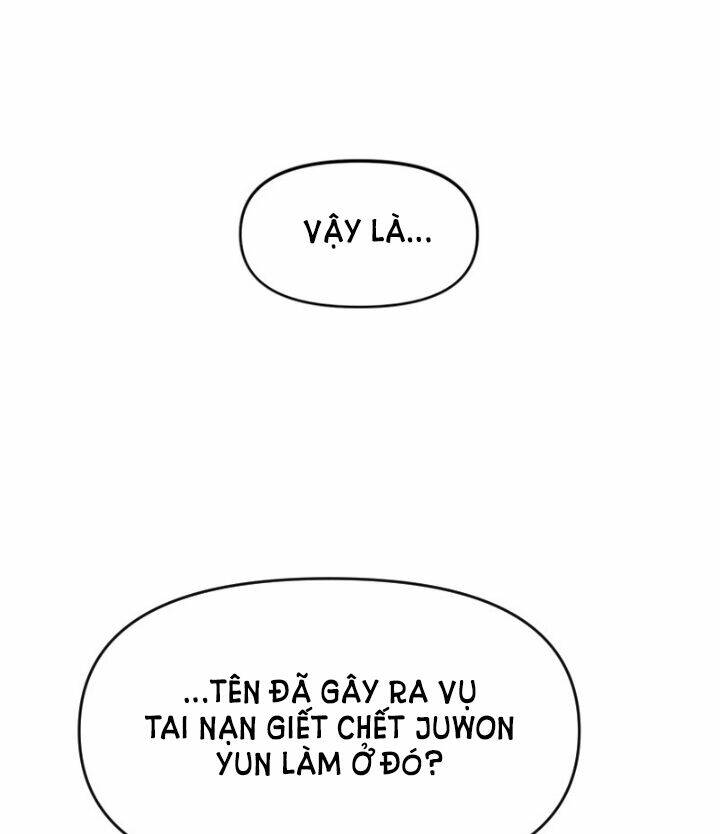 VẬY LÀ...
...TÊN ĐÃ GÂY RA VỤ
TAI NẠN GIẾT CHẾT JUWON
YUN LÀM Ở ĐÓ?